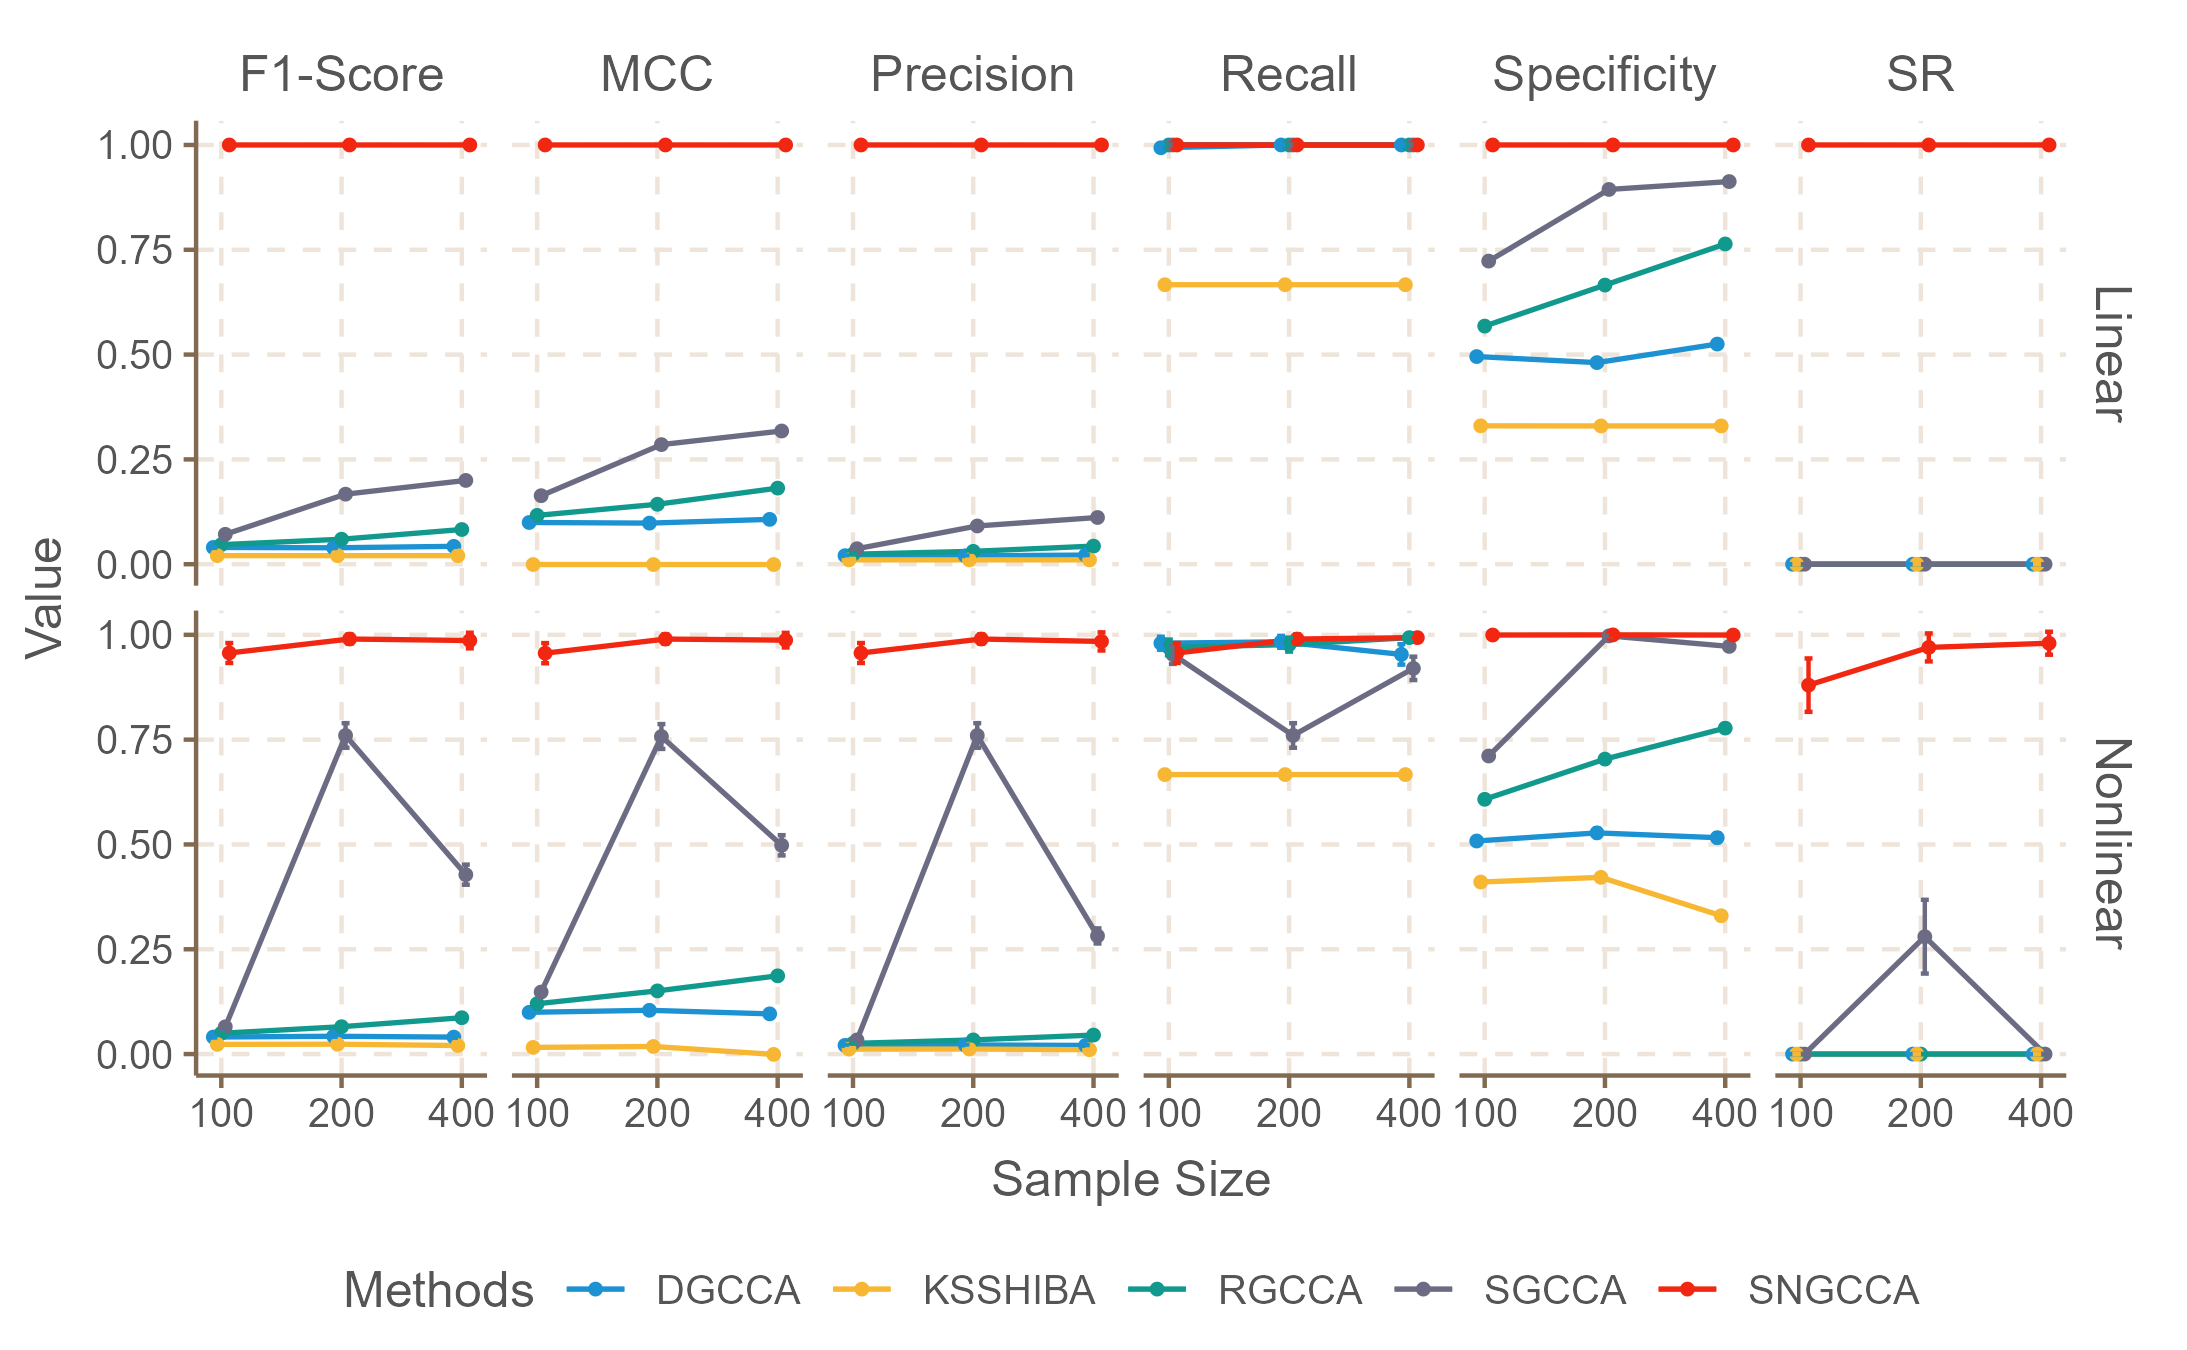 F1-Score MCC Precision Recall Specificity SR
1.00
0.75
0.50
0.25
0.00
Linear
1.00
0.75
0.50
0.25
0.00
Nonlinear
Value
100 200 400 100 200 400 100 200 400 100 200 400 100 200 400 100 200 400
Sample Size
Methods DGCCA KSSHIBA RGCCA SGCCA SNGCCA